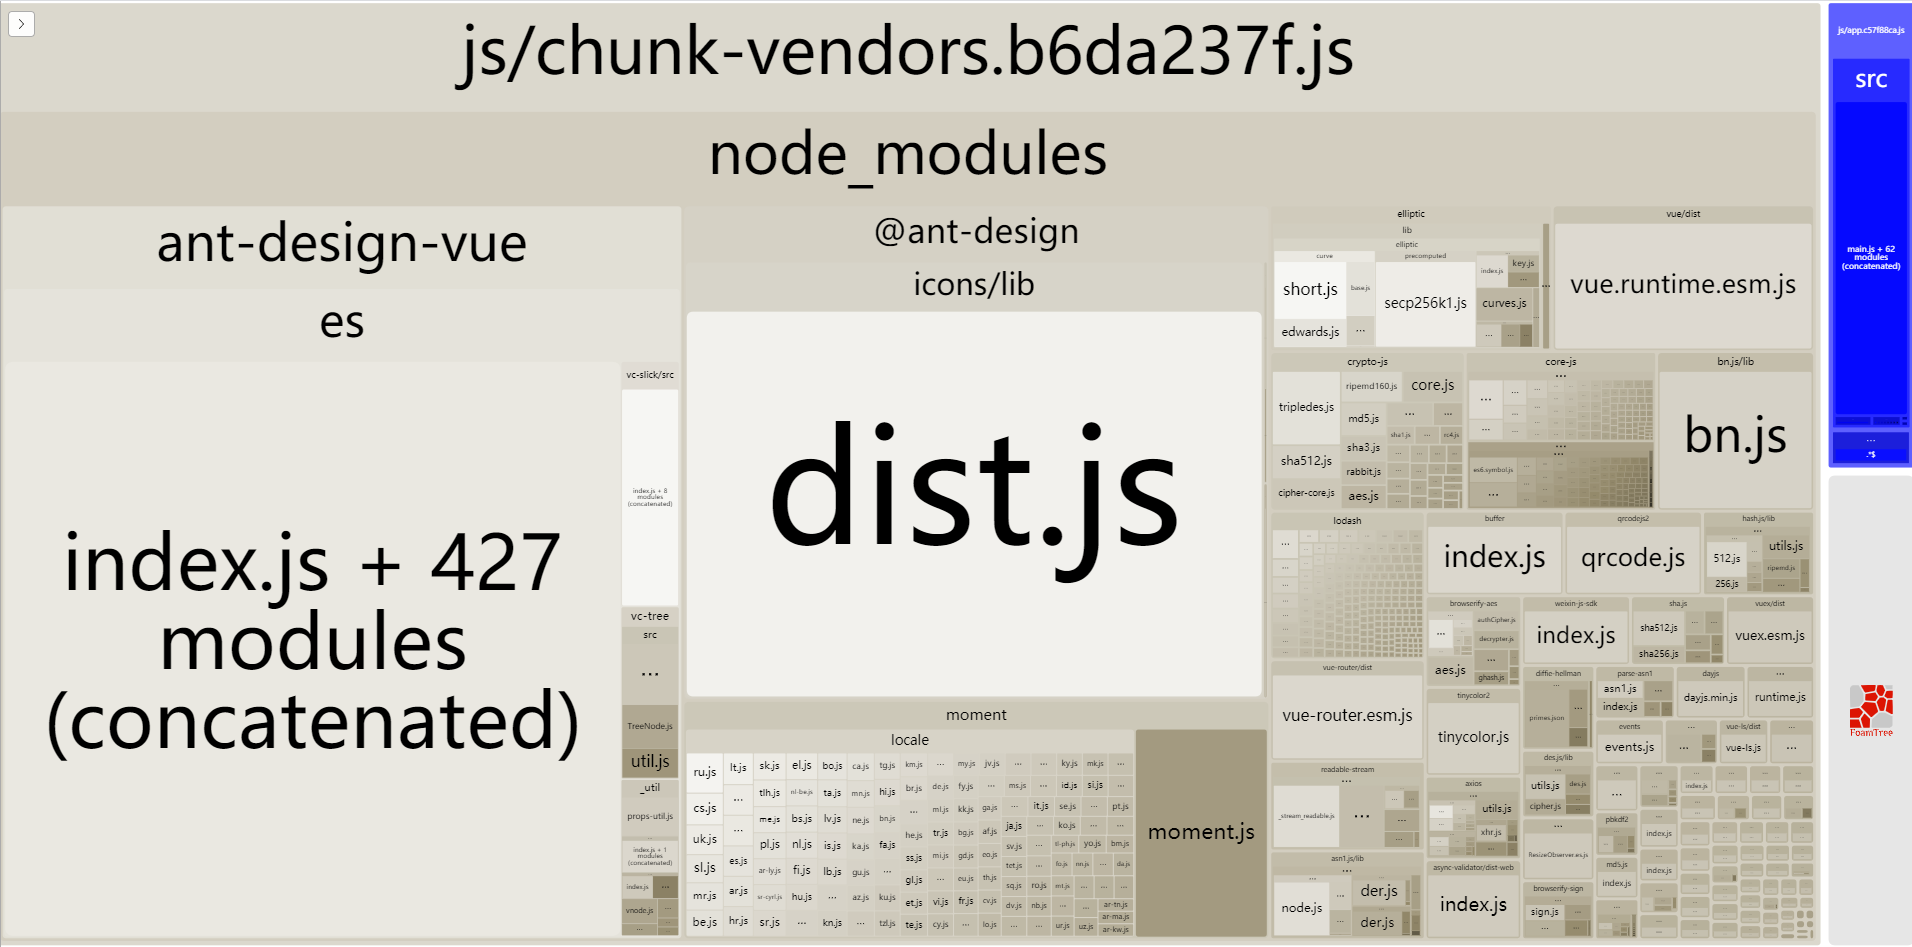 js/chunk-vendors.b6da237f.js
node_modules
ant-design-vue
es
index.js + 427
modules
(concatenated)
vc-slick/src
index.js + 8
modules
(concatenated)
vc-tree
src
...
TreeNode.js
util.js
_util
props-util.js
index.js + 1
modules
(concatenated)
index.js
vnode.js
@ant-design
icons/lib
dist.js
moment
locale
ru.js lt.js sk.js el.js bo.js ca.js tg.js km.js ... my.js jv.js ... ... ky.js mk.js ...
cs.js ... tlh.js nl-be.js ta.js mn.js hi.js br.js de.js fy.js ... ms.js ... id.js si.js ...
uk.js ... me.js bs.js lv.js ne.js bn.js ... ml.js kk.js ga.js ... it.js se.js ... pt.js
sl.js es.js pl.js nl.js is.js ka.js fa.js he.js tr.js bg.js af.js ja.js ... ko.js
mr.js ar.js ar-ly.js fi.js lb.js gu.js ... ss.js mi.js gd.js eo.js sv.js ... tl-ph.js yo.js bm.js
be.js hr.js ar-cyrl.js hu.js ... az.js ku.js gl.js ... eu.js th.js tet.js ... fo.js nn.js ... da.js
sr.js ... kn.js ... tzl.js et.js vi.js fr.js cv.js sq.js ro.js mt.js ... ...
te.js cy.js ... lo.js dv.js nb.js ... ... ar-tn.js
ur.js uz.js ar-ma.js
ar-kw.js
moment.js
elliptic
lib
elliptic
curve
short.js
base.js
edwards.js
...
precomputed
secp256k1.js
index.js
key.js
...
curves.js
vue/dist
vue.runtime.esm.js
crypto-js
tripledes.js
ripemd160.js
core.js
md5.js
sha1.js
rc4.js
sha512.js
sha3.js
rabbit.js
cipher-core.js
aes.js
core-js
...
es6.symbol.js
...
bn.js/lib
bn.js
lodash
...
buffer
index.js
qrcodejs2
qrcode.js
hash.js/lib
...
512.js
utils.js
ripemd.js
256.js
browserify-aes
authCipher.js
decrypter.js
aes.js
ghash.js
weixin-js-sdk
index.js
sha.js
sha512.js
sha256.js
vuex/dist
vuex.esm.js
vue-router/dist
vue-router.esm.js
tinycolor2
tinycolor.js
diffie-hellman
primes.json
parse-asn1
asn1.js
index.js
dayjs
dayjs.min.js
...
runtime.js
events
events.js
vue-ls/dist
vue-ls.js
...
readable-stream
...
_stream_readable.js
...
axios
...
utils.js
xhr.js
des.js/lib
utils.js
des.js
cipher.js
...
ResizeObserver.es.js
pbkdf2
md5.js
index.js
index.js
index.js
index.js
asn1.js/lib
...
node.js
der.js
der.js
async-validator/dist-web
index.js
browserify-sign
sign.js
js/app.c57f88ca.js
src
main.js + 62
modules
(concatenated)
...
.*$
FoamTree